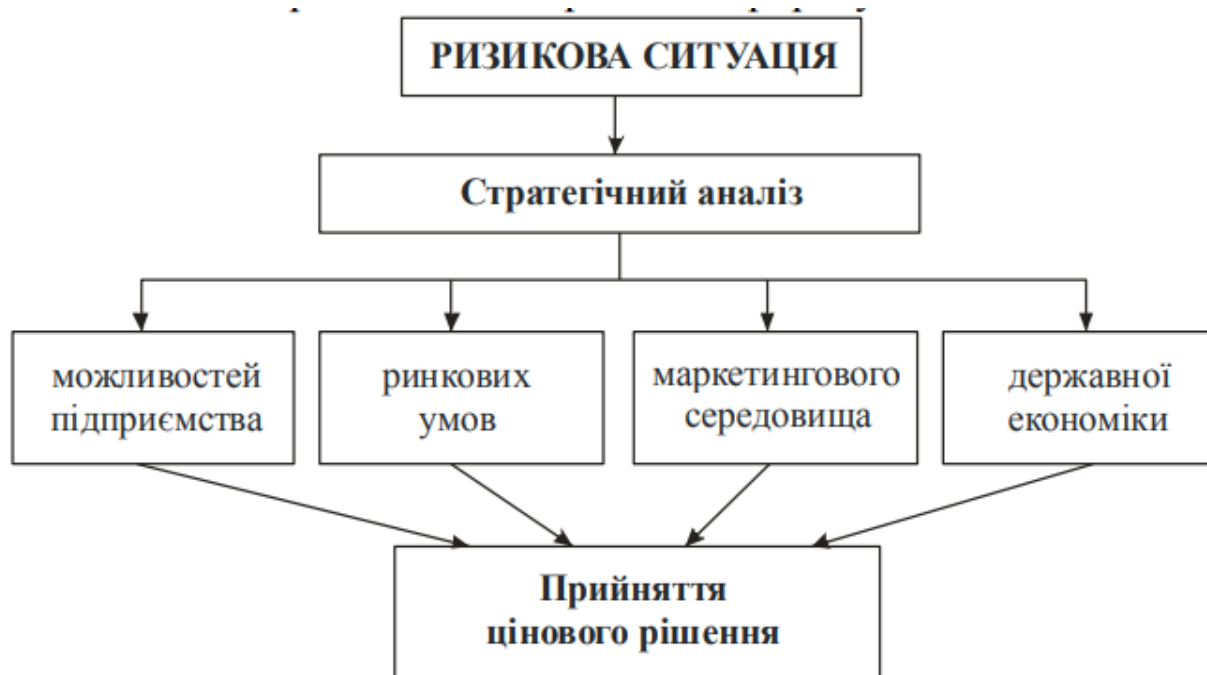 РИЗИКОВА СИТУАЦІЯ
Стратегічний аналіз
можливостей
підприємства
ринкових
умов
маркетингового
середовища
державної
економіки
Прийняття
цінового рішення